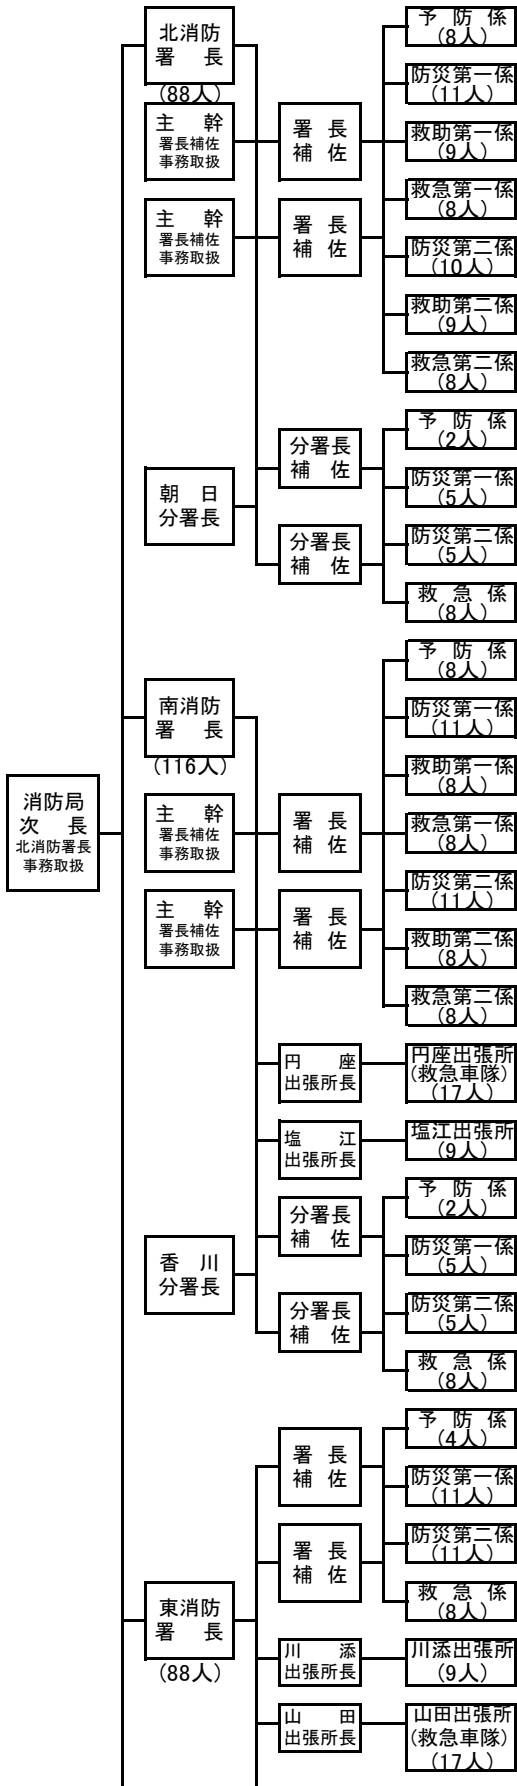 消防局
次　長
北消防署長
事務取扱
北消防
署　長
(88人)
主　幹
署長補佐
事務取扱
主　幹
署長補佐
事務取扱
署 長
補 佐
署 長
補 佐
予 防 係
(8人)
防災第一係
(11人)
救助第一係
(9人)
救急第一係
(8人)
防災第二係
(10人)
救助第二係
(9人)
救急第二係
(8人)
朝　日
分署長
分署長
補　佐
分署長
補　佐
予 防 係
(2人)
防災第一係
(5人)
防災第二係
(5人)
救 急 係
(8人)
南消防
署　長
(116人)
主　幹
署長補佐
事務取扱
主　幹
署長補佐
事務取扱
署 長
補 佐
署 長
補 佐
予 防 係
(8人)
防災第一係
(11人)
救助第一係
(8人)
救急第一係
(8人)
防災第二係
(11人)
救助第二係
(8人)
救急第二係
(8人)
円　座
出張所長
円座出張所
(救急車隊)
(17人)
塩　江
出張所長
塩江出張所
(9人)
香　川
分署長
分署長
補　佐
分署長
補　佐
予 防 係
(2人)
防災第一係
(5人)
防災第二係
(5人)
救 急 係
(8人)
東消防
署　長
(88人)
署 長
補 佐
署 長
補 佐
予 防 係
(4人)
防災第一係
(11人)
防災第二係
(11人)
救 急 係
(8人)
川　添
出張所長
川添出張所
(9人)
山　田
出張所長
山田出張所
(救急車隊)
(17人)